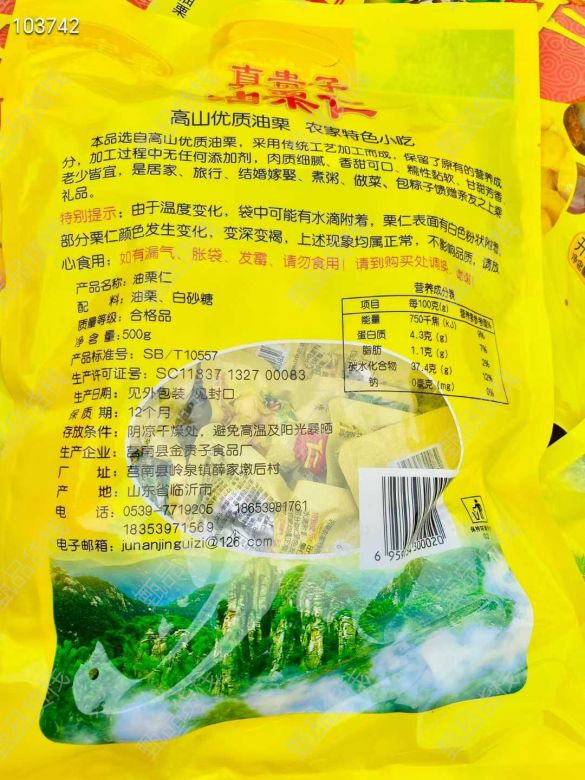 103742
真贵子
油栗仁
高山优质油栗 农家特色小吃
本品选自高山优质油栗，采用传统工艺加工而成，保留了原有的营养成
分，加工过程中无任何添加剂，肉质细腻、香甜可口、糯性黏软、甘甜芳香、
老少皆宜，是居家、旅行、结婚嫁娶、煮粥、做菜、包粽子馈赠亲友之上乘
礼品。
特别提示：由于温度变化，袋中可能有水滴附着，栗仁表面有白色粉状附着，
部分栗仁颜色发生变化，变深变褐，上述现象均属正常，不影响品质，请放
心食用；如有漏气、胀袋、发霉、请勿食用！请到购买处调换，谢谢！
产品名称：油栗仁
配 料：油栗、白砂糖
质量等级：合格品
净 含 量：500g
产品标准号：SB/T10557
生产许可证号：SC11837 1327 00083
生产日期：见外包装 见封口
保 质 期：12个月
存放条件：阴凉干燥处，避免高温及阳光暴晒
生产企业：莒南县金贵子食品厂
厂 址：莒南县岭泉镇薛家墩后村
产 地：山东省临沂市
电 话：0539-7719205 18653981761
18353971569
电子邮箱：junanjinguizi@126.com
营养成分表
项目 每100克(g) 营养素参考值%
能量 750千焦(KJ) 9%
蛋白质 4.3克(g) 7%
脂肪 1.1克(g) 2%
碳水化合物 37.4克(g) 12%
钠 0毫克(mg) 0%